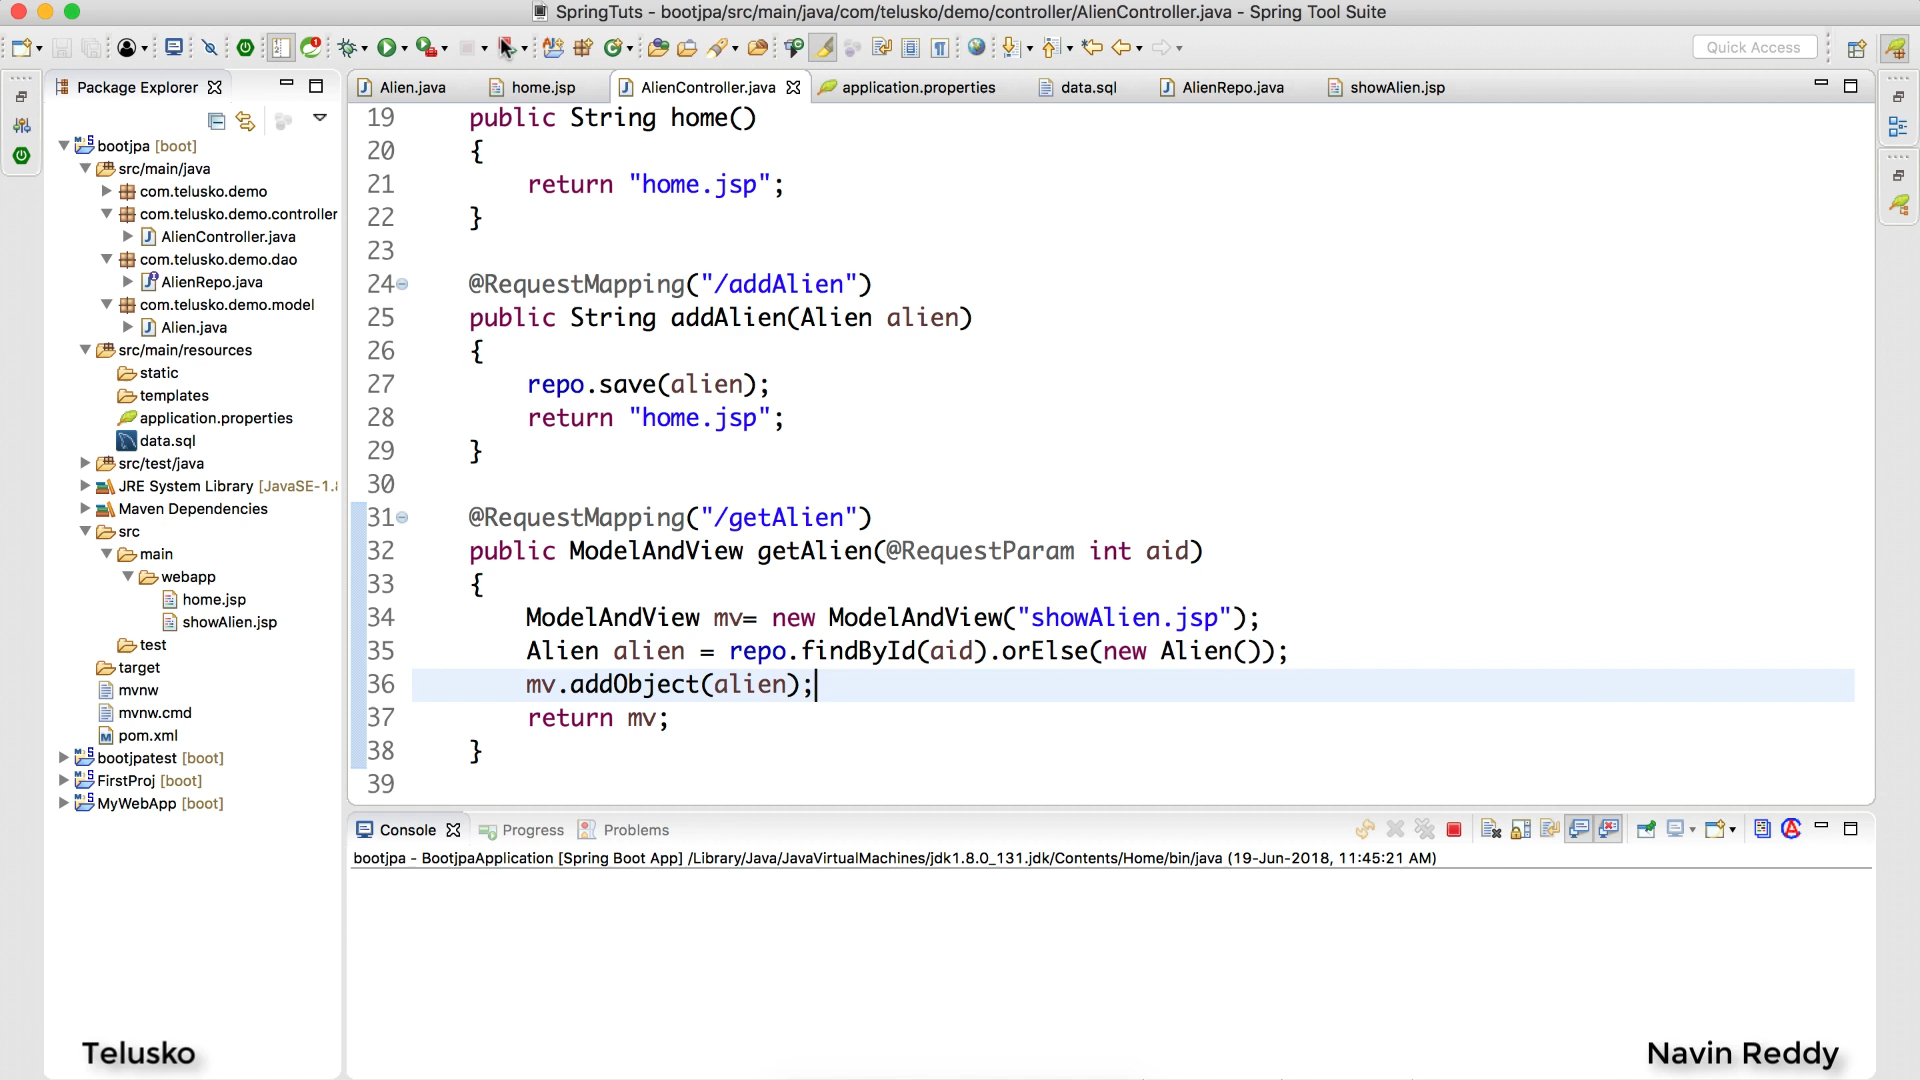 SpringTuts - bootjpa/src/main/java/com/telusko/demo/controller/AlienController.java - Spring Tool Suite
Quick Access
Package Explorer
Alien.java
home.jsp
AlienController.java
application.properties
data.sql
AlienRepo.java
showAlien.jsp
bootjpa [boot]
src/main/java
com.telusko.demo
com.telusko.demo.controller
AlienController.java
com.telusko.demo.dao
AlienRepo.java
com.telusko.demo.model
Alien.java
src/main/resources
static
templates
application.properties
data.sql
src/test/java
JRE System Library [JavaSE-1.8
Maven Dependencies
src
main
webapp
home.jsp
showAlien.jsp
test
target
mvnw
mvnw.cmd
pom.xml
bootjpatest [boot]
FirstProj [boot]
MyWebApp [boot]
19 public String home()
20 {
21 return "home.jsp";
22 }
23
24 @RequestMapping("/addAlien")
25 public String addAlien(Alien alien)
26 {
27 repo.save(alien);
28 return "home.jsp";
29 }
30
31 @RequestMapping("/getAlien")
32 public ModelAndView getAlien(@RequestParam int aid)
33 {
34 ModelAndView mv= new ModelAndView("showAlien.jsp");
35 Alien alien = repo.findById(aid).orElse(new Alien());
36 mv.addObject(alien);
37 return mv;
38 }
39
Console
Progress
Problems
bootjpa - BootjpaApplication [Spring Boot App] /Library/Java/JavaVirtualMachines/jdk1.8.0_131.jdk/Contents/Home/bin/java (19-Jun-2018, 11:45:21 AM)
Telusko
Navin Reddy